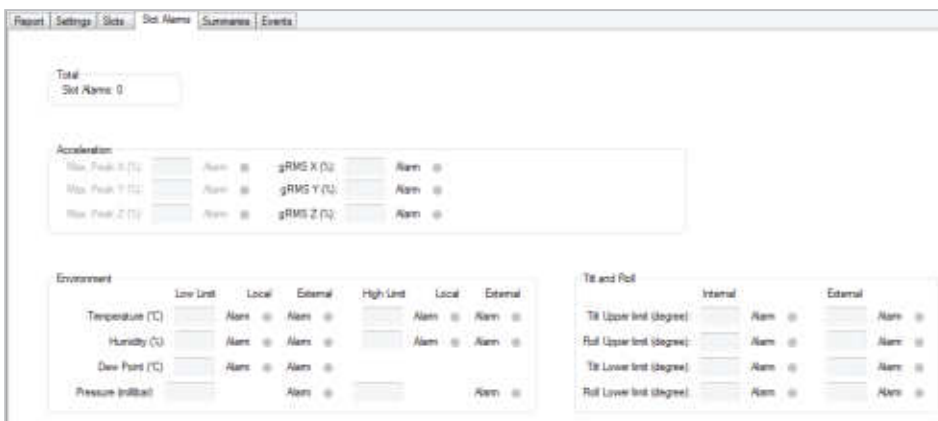 Report Settings Slots Slot Alarms Summaries Events
Total
Slot Alarms: 0
Acceleration
Max. Peak X (%): Alarm gRMS X (%): Alarm
Max. Peak Y (%): Alarm gRMS Y (%): Alarm
Max. Peak Z (%): Alarm gRMS Z (%): Alarm
Environment
Low Limit Local External High Limit Local External
Temperature (°C) Alarm Alarm Alarm Alarm
Humidity (%) Alarm Alarm Alarm Alarm
Dew Point (°C) Alarm Alarm
Pressure (millibar) Alarm Alarm
Tilt and Roll
Internal External
Tilt Upper limit (degree): Alarm Alarm
Roll Upper limit (degree): Alarm Alarm
Tilt Lower limit (degree): Alarm Alarm
Roll Lower limit (degree): Alarm Alarm